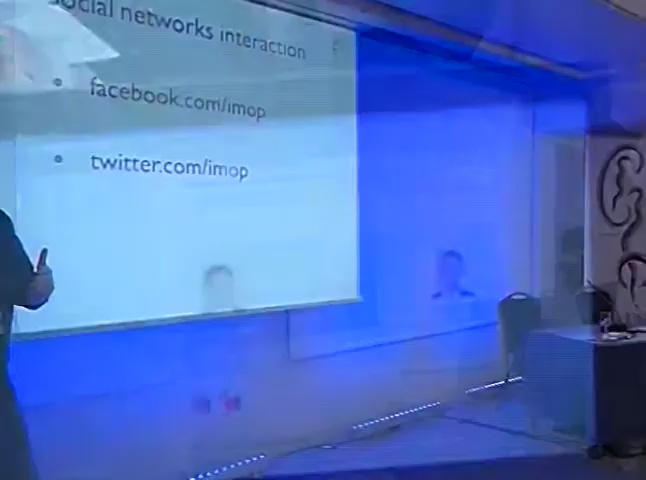 social networks interaction
facebook.com/imop
twitter.com/imop